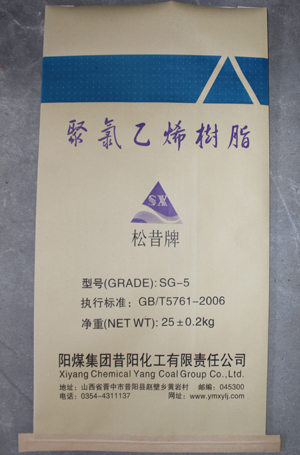 聚氯乙烯樹脂
SX
松昔牌
型号(GRADE): SG-5
执行标准: GB/T5761-2006
净重(NET WT): 25±0.2kg
阳煤集团昔阳化工有限责任公司
Xiyang Chemical Yang Coal Group Co.,Ltd.
地址: 山西省晋中市昔阳县赵壁乡黄岩村 邮编: 045300
电话: 0354-4311137 网址: www.ymxylj.com